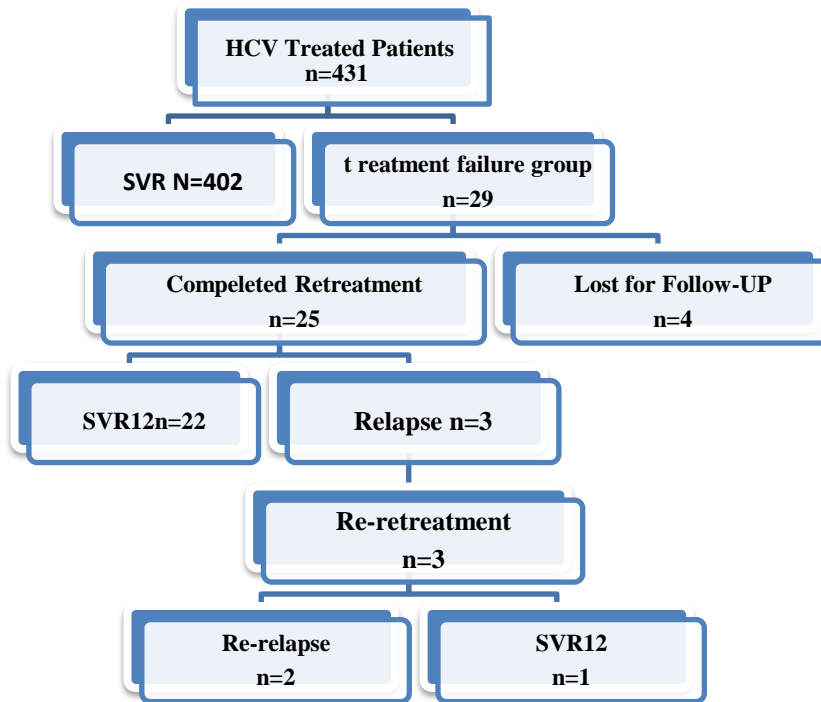 HCV Treated Patients
n=431
SVR N=402
t reatment failure group
n=29
Compeleted Retreatment
n=25
Lost for Follow-UP
n=4
SVR12n=22
Relapse n=3
Re-retreatment
n=3
Re-relapse
n=2
SVR12
n=1